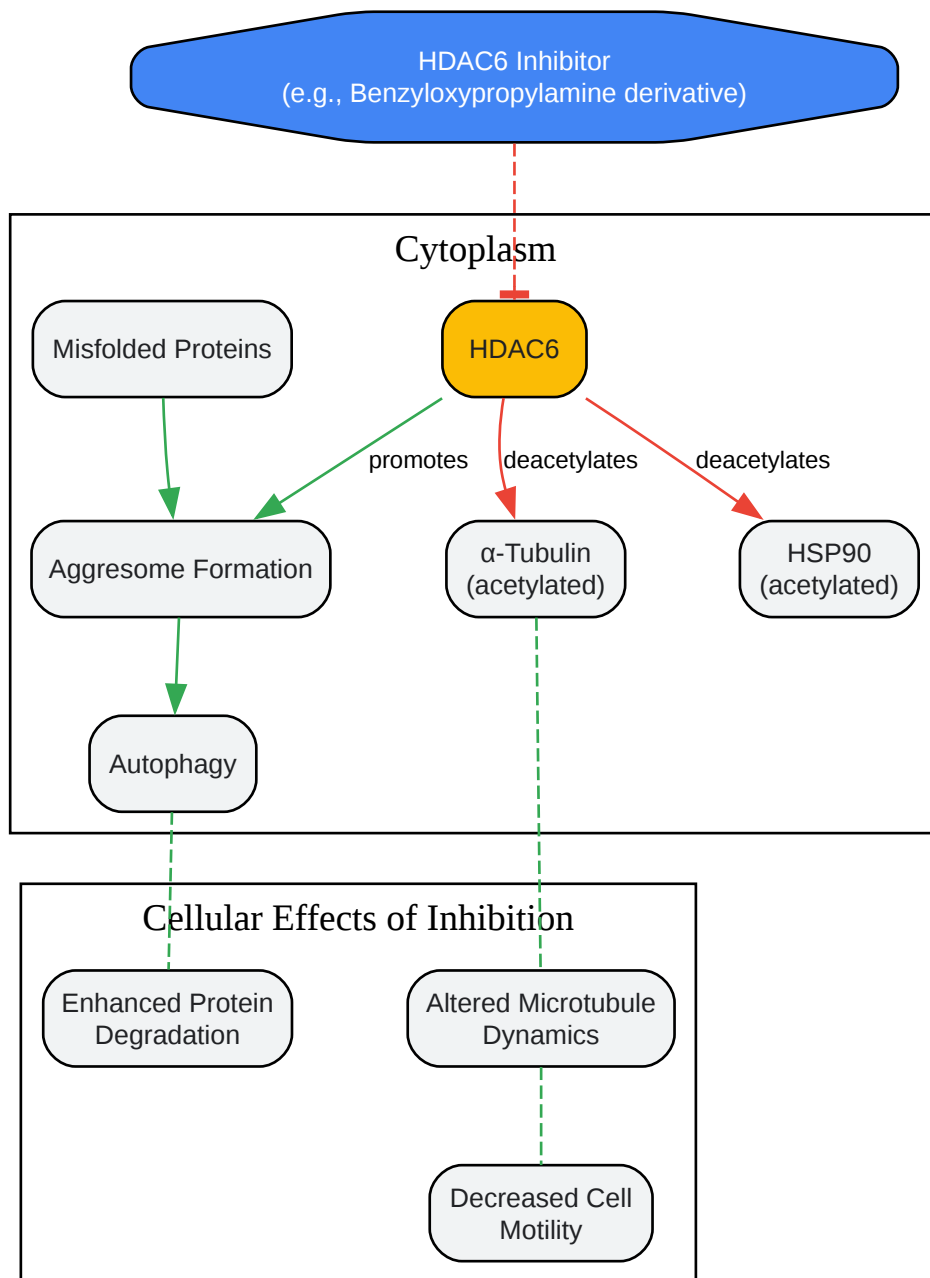 HDAC6 Inhibitor
(e.g., Benzyloxypropylamine derivative)
Cytoplasm
Misfolded Proteins
HDAC6
promotes
deacetylates
deacetylates
Aggresome Formation
α-Tubulin
(acetylated)
HSP90
(acetylated)
Autophagy
Cellular Effects of Inhibition
Enhanced Protein
Degradation
Altered Microtubule
Dynamics
Decreased Cell
Motility